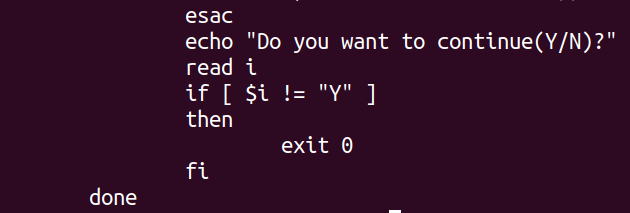 esac
echo "Do you want to continue(Y/N)?"
read i
if [ $i != "Y" ]
then
exit 0
fi
done